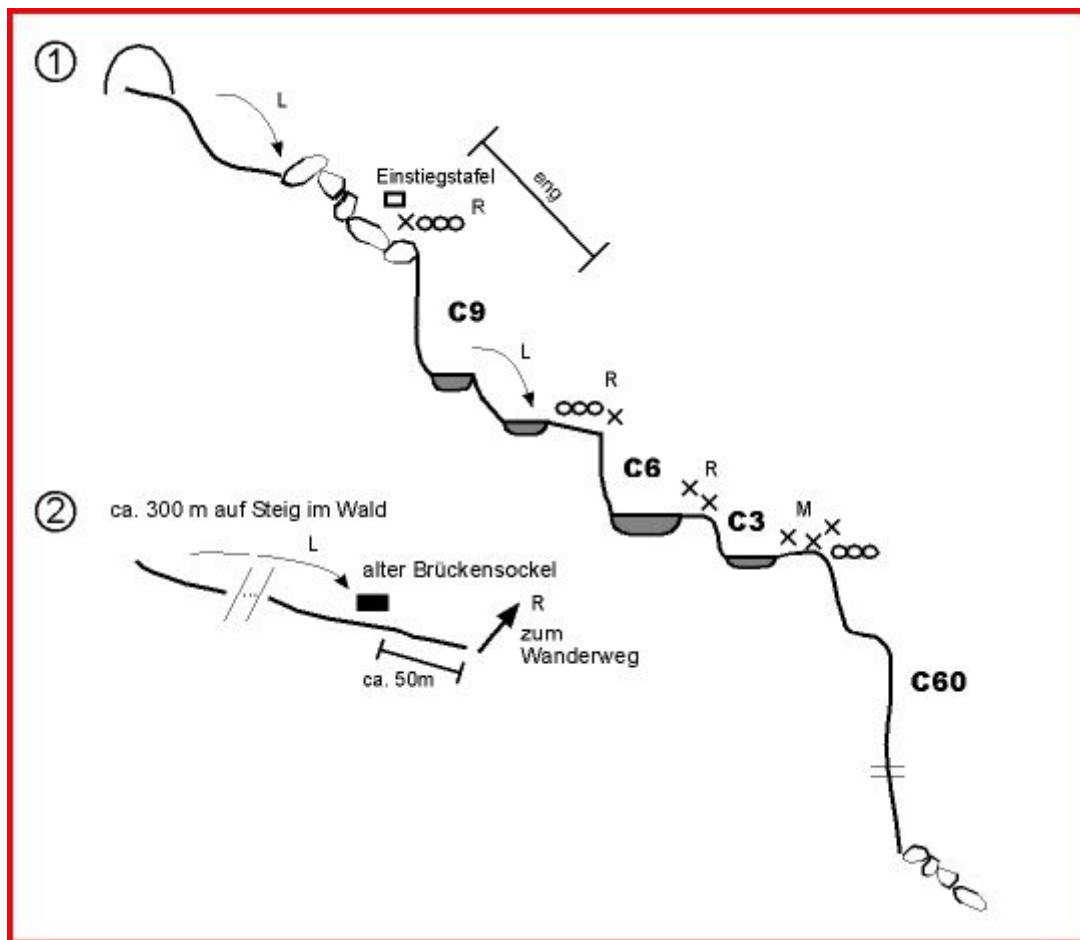 1
L
Einstiegstafel
R
eng
C9
L
R
C6
R
C3
M
C60
2
ca. 300 m auf Steig im Wald
L
alter Brückensockel
R
zum
Wanderweg
ca. 50m